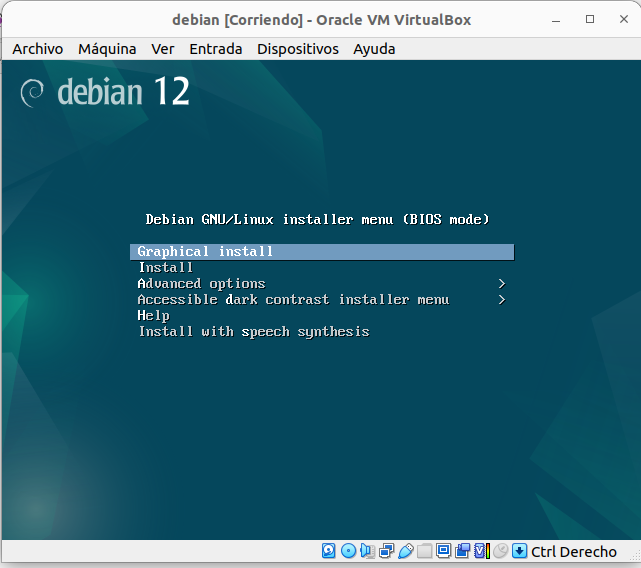 debian [Corriendo] - Oracle VM VirtualBox
Archivo Máquina Ver Entrada Dispositivos Ayuda
debian 12
Debian GNU/Linux installer menu (BIOS mode)
Graphical install
Install
Advanced options >
Accessible dark contrast installer menu >
Help
Install with speech synthesis
Ctrl Derecho